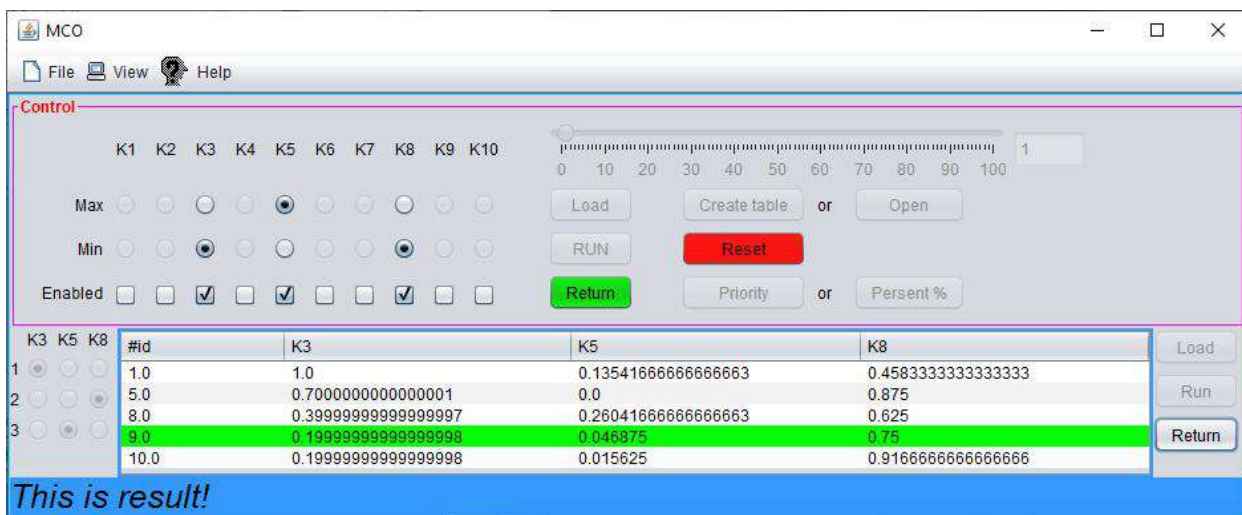 MCO
File View Help
Control
K1 K2 K3 K4 K5 K6 K7 K8 K9 K10
1
0 10 20 30 40 50 60 70 80 90 100
Max Load Create table or Open
Min RUN Reset
Enabled Return Priority or Persent %
K3 K5 K8
#id K3 K5 K8 Load
1 1.0 1.0 0.13541666666666663 0.4583333333333333
2 5.0 0.7000000000000001 0.0 0.875 Run
8.0 0.39999999999999997 0.26041666666666663 0.625
3 9.0 0.19999999999999998 0.046875 0.75 Return
10.0 0.19999999999999998 0.015625 0.9166666666666666
This is result!